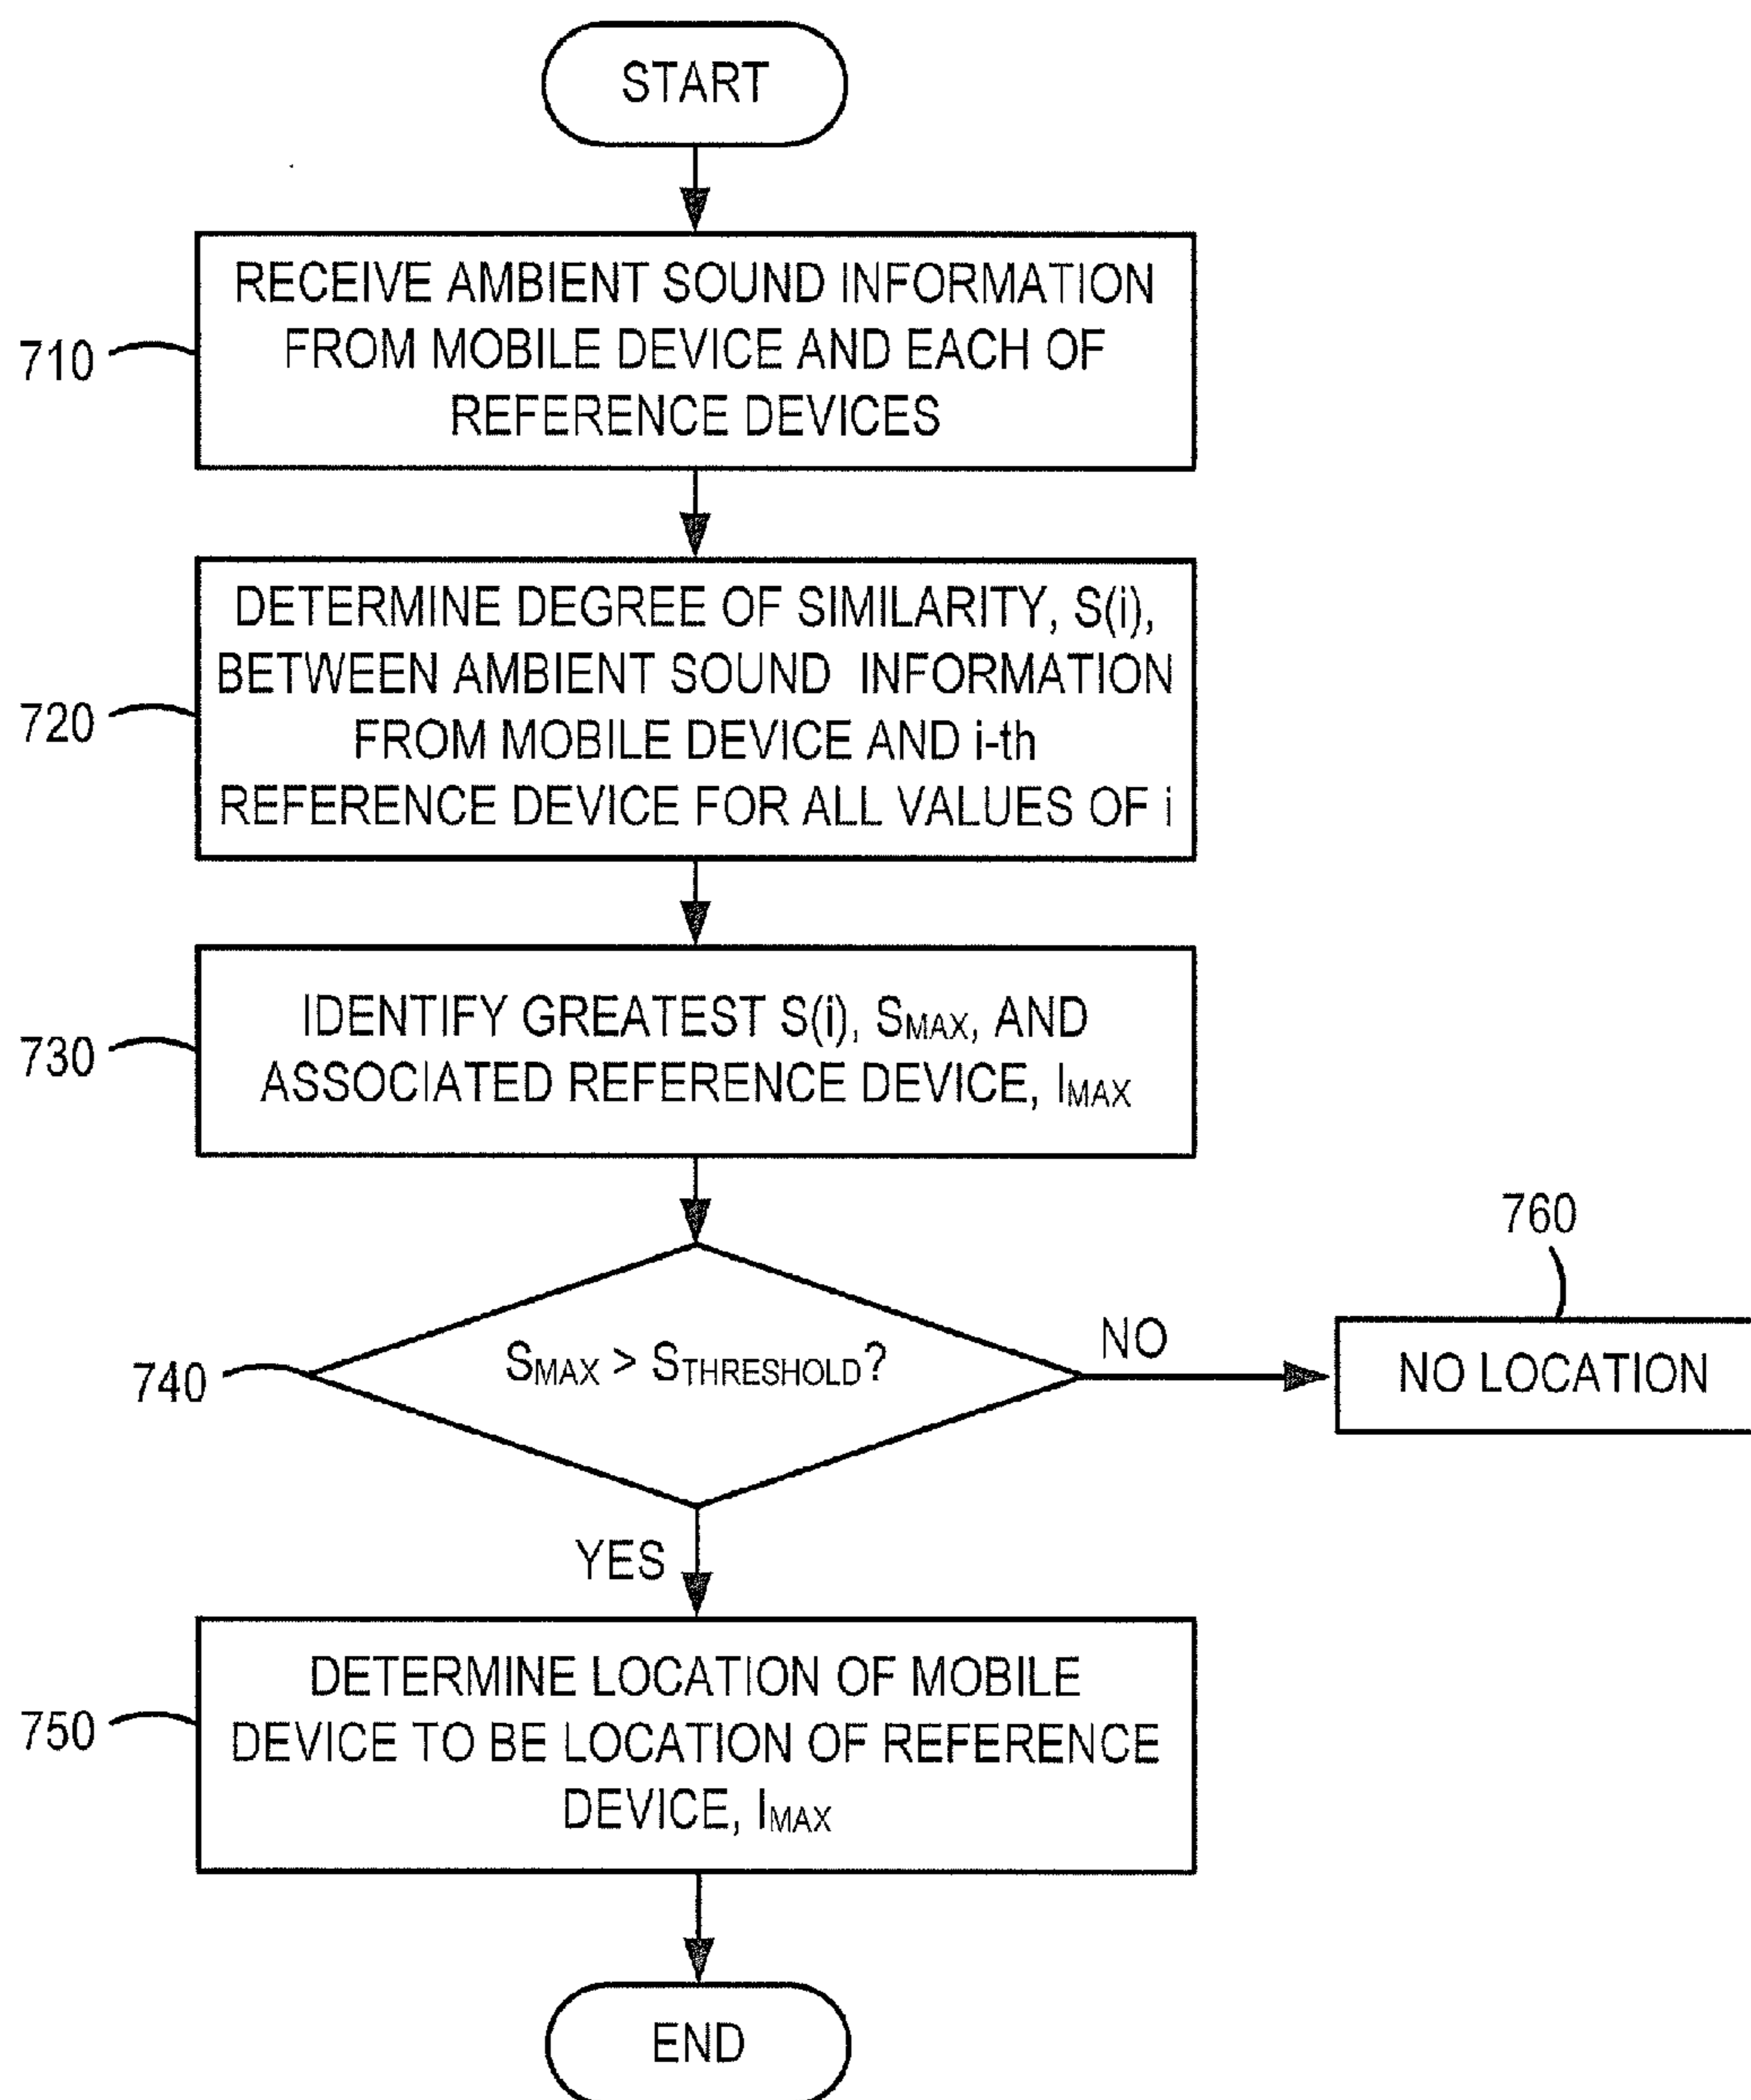 START
710
RECEIVE AMBIENT SOUND INFORMATION
FROM MOBILE DEVICE AND EACH OF
REFERENCE DEVICES
720
DETERMINE DEGREE OF SIMILARITY, S(i),
BETWEEN AMBIENT SOUND INFORMATION
FROM MOBILE DEVICE AND i-th
REFERENCE DEVICE FOR ALL VALUES OF i
730
IDENTIFY GREATEST S(i), SMAX, AND
ASSOCIATED REFERENCE DEVICE, IMAX
740
SMAX > STHRESHOLD?
NO
760
NO LOCATION
YES
750
DETERMINE LOCATION OF MOBILE
DEVICE TO BE LOCATION OF REFERENCE
DEVICE, IMAX
END